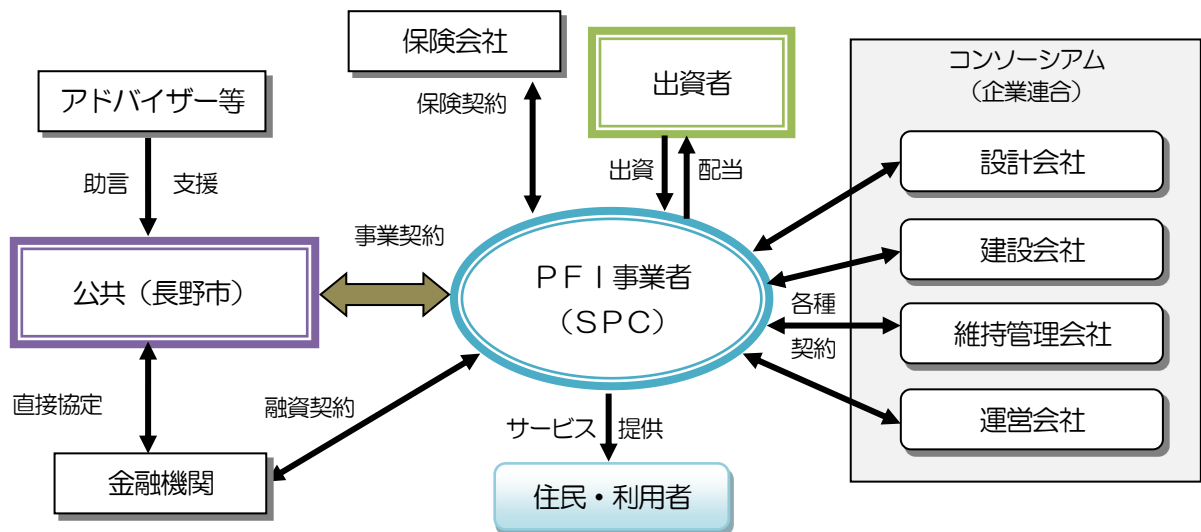 保険会社
コンソーシアム
(企業連合)
アドバイザー等
保険契約
出資者
設計会社
助言 支援
出資 配当
事業契約
建設会社
公共(長野市)
PFI事業者
(SPC)
各種
契約
維持管理会社
直接協定
融資契約
サービス 提供
運営会社
金融機関
住民・利用者